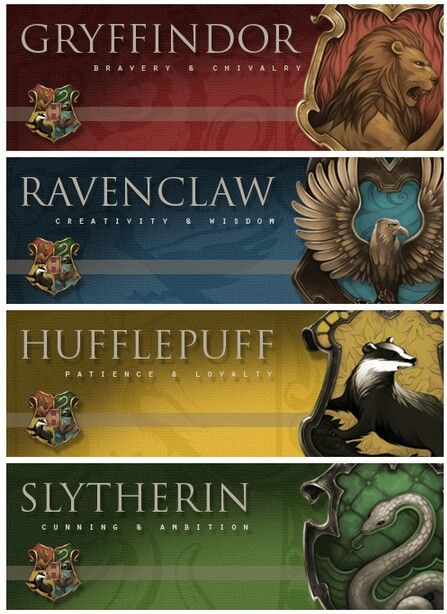 GRYFFINDOR
BRAVERY & CHIVALRY
RAVENCLAW
CREATIVITY & WISDOM
HUFFLEPUFF
PATIENCE & LOYALTY
SLYTHERIN
CUNNING & AMBITION